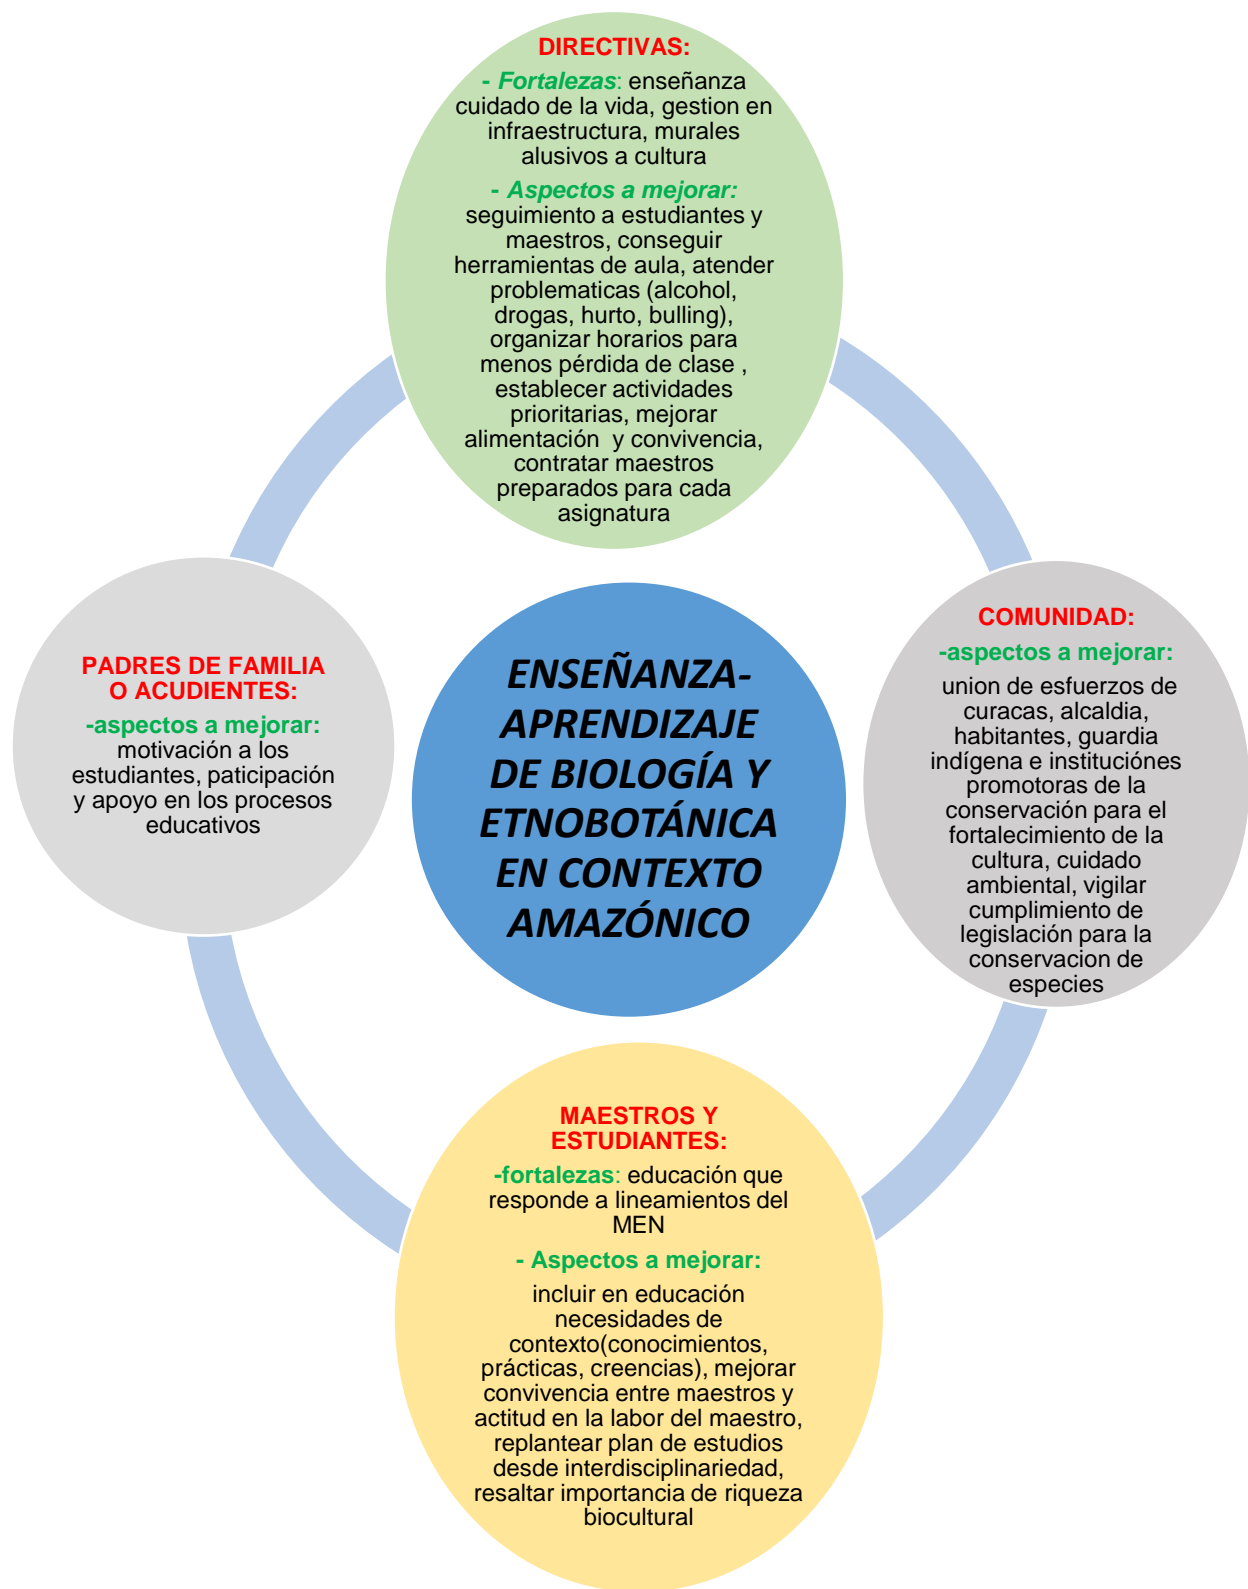 DIRECTIVAS:
- Fortalezas: enseñanza
cuidado de la vida, gestion en
infraestructura, murales
alusivos a cultura
- Aspectos a mejorar:
seguimiento a estudiantes y
maestros, conseguir
herramientas de aula, atender
problematicas (alcohol,
drogas, hurto, bulling),
organizar horarios para
menos pérdida de clase ,
establecer actividades
prioritarias, mejorar
alimentación  y convivencia,
contratar maestros
preparados para cada
asignatura
PADRES DE FAMILIA
O ACUDIENTES:
-aspectos a mejorar:
motivación a los
estudiantes, paticipación
y apoyo en los procesos
educativos
ENSEÑANZA-
APRENDIZAJE
DE BIOLOGÍA Y
ETNOBOTÁNICA
EN CONTEXTO
AMAZÓNICO
COMUNIDAD:
-aspectos a mejorar:
union de esfuerzos de
curacas, alcaldia,
habitantes, guardia
indígena e instituciónes
promotoras de la
conservación para el
fortalecimiento de la
cultura, cuidado
ambiental, vigilar
cumplimiento de
legislación para la
conservacion de
especies
MAESTROS Y
ESTUDIANTES:
-fortalezas: educación que
responde a lineamientos del
MEN
- Aspectos a mejorar:
incluir en educación
necesidades de
contexto(conocimientos,
prácticas, creencias), mejorar
convivencia entre maestros y
actitud en la labor del maestro,
replantear plan de estudios
desde interdisciplinariedad,
resaltar importancia de riqueza
biocultural